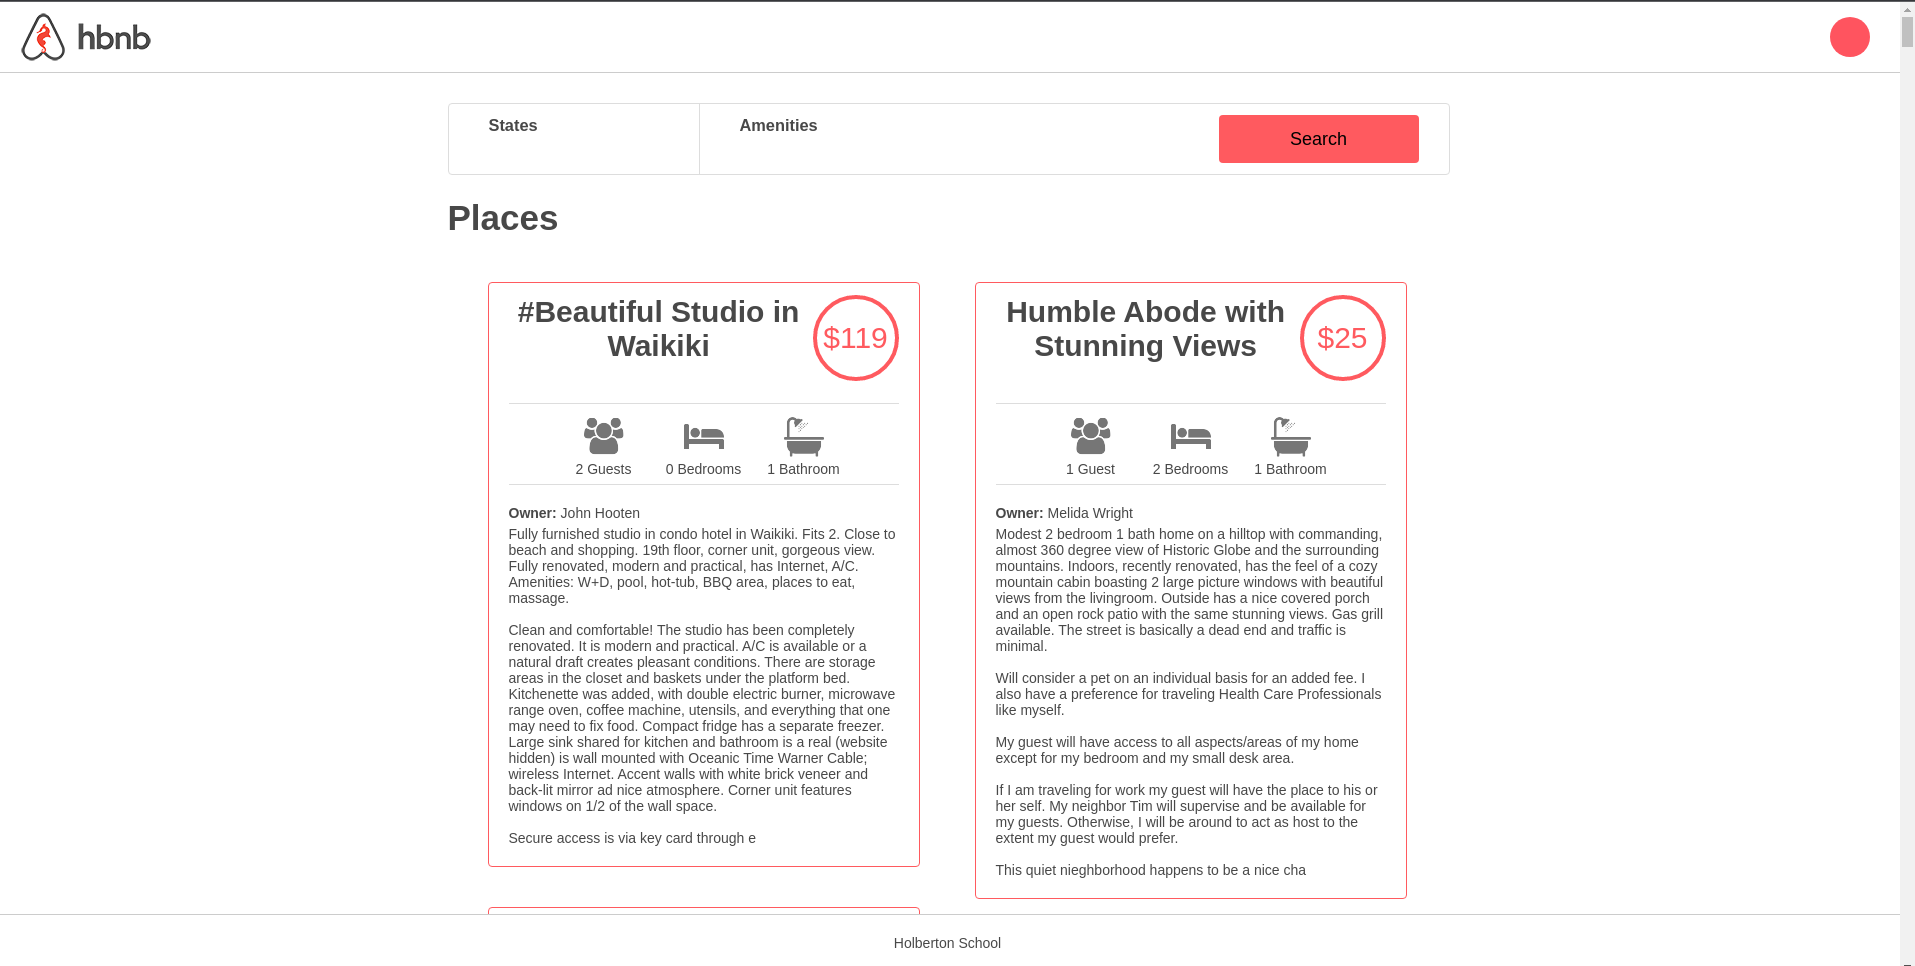 hbnb
States
Amenities
Search
Places
#Beautiful Studio in
Waikiki
$119
2 Guests
0 Bedrooms
1 Bathroom
Owner: John Hooten
Fully furnished studio in condo hotel in Waikiki. Fits 2. Close to
beach and shopping. 19th floor, corner unit, gorgeous view.
Fully renovated, modern and practical, has Internet, A/C.
Amenities: W+D, pool, hot-tub, BBQ area, places to eat,
massage.
Clean and comfortable! The studio has been completely
renovated. It is modern and practical. A/C is available or a
natural draft creates pleasant conditions. There are storage
areas in the closet and baskets under the platform bed.
Kitchenette was added, with double electric burner, microwave
range oven, coffee machine, utensils, and everything that one
may need to fix food. Compact fridge has a separate freezer.
Large sink shared for kitchen and bathroom is a real (website
hidden) is wall mounted with Oceanic Time Warner Cable;
wireless Internet. Accent walls with white brick veneer and
back-lit mirror ad nice atmosphere. Corner unit features
windows on 1/2 of the wall space.
Secure access is via key card through e
Humble Abode with
Stunning Views
$25
1 Guest
2 Bedrooms
1 Bathroom
Owner: Melida Wright
Modest 2 bedroom 1 bath home on a hilltop with commanding,
almost 360 degree view of Historic Globe and the surrounding
mountains. Indoors, recently renovated, has the feel of a cozy
mountain cabin boasting 2 large picture windows with beautiful
views from the livingroom. Outside has a nice covered porch
and an open rock patio with the same stunning views. Gas grill
available. The street is basically a dead end and traffic is
minimal.
Will consider a pet on an individual basis for an added fee. I
also have a preference for traveling Health Care Professionals
like myself.
My guest will have access to all aspects/areas of my home
except for my bedroom and my small desk area.
If I am traveling for work my guest will have the place to his or
her self. My neighbor Tim will supervise and be available for
my guests. Otherwise, I will be around to act as host to the
extent my guest would prefer.
This quiet nieghborhood happens to be a nice cha
Holberton School